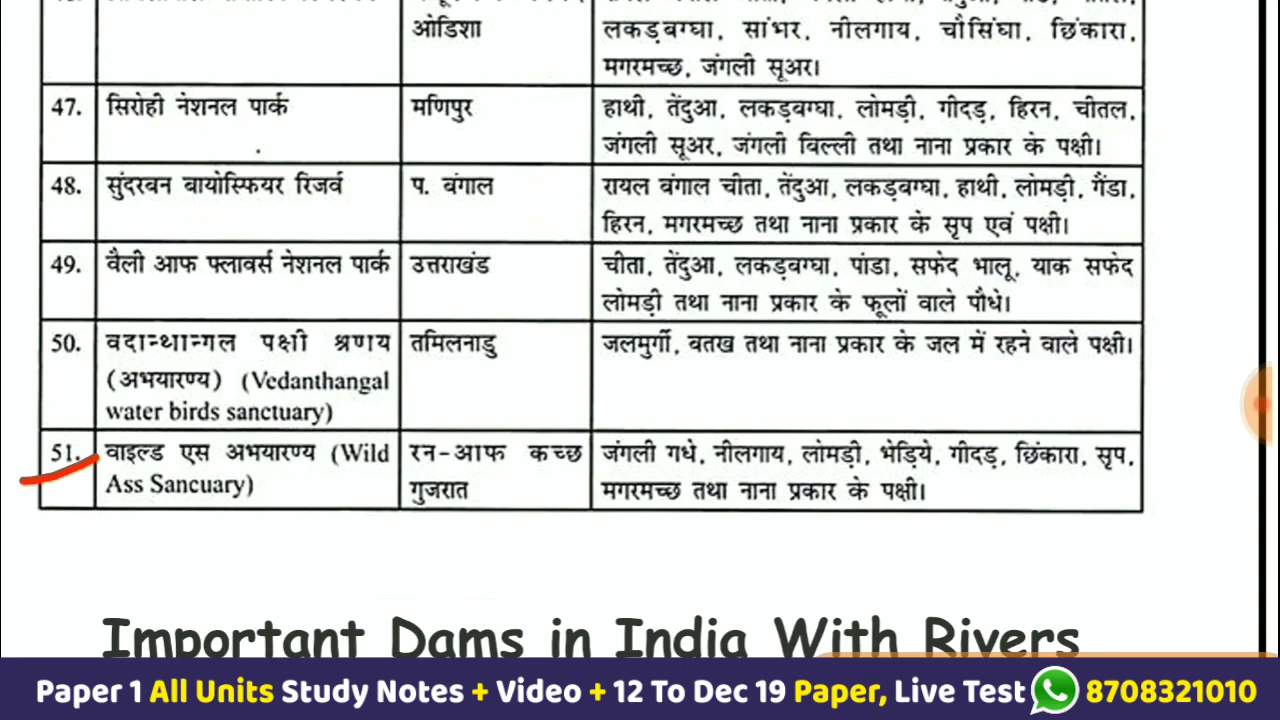 ओडिशा
लकड़बग्घा, सांभर, नीलगाय, चौसिंघा, छिंकारा,
मगरमच्छ, जंगली सूअर।
47. सिरोही नेशनल पार्क मणिपुर हाथी, तेंदुआ, लकड़बग्घा, लोमड़ी, गीदड़, हिरन, चीतल,
जंगली सूअर, जंगली बिल्ली तथा नाना प्रकार के पक्षी।
48. सुंदरबन बायोस्फियर रिजर्व प. बंगाल रायल बंगाल चीता, तेंदुआ, लकड़बग्घा, हाथी, लोमड़ी, गैंडा,
हिरन, मगरमच्छ तथा नाना प्रकार के सृप एवं पक्षी।
49. वैली आफ फ्लावर्स नेशनल पार्क उत्तराखंड चीता, तेंदुआ, लकड़बग्घा, पांडा, सफेद भालू, याक सफेद
लोमड़ी तथा नाना प्रकार के फूलों वाले पौधे।
50. वदान्थान्गल पक्षी श्रणय तमिलनाडु जलमुर्गी, बतख तथा नाना प्रकार के जल में रहने वाले पक्षी।
(अभयारण्य) (Vedanthangal
water birds sanctuary)
51. वाइल्ड एस अभयारण्य (Wild रन-आफ कच्छ जंगली गधे, नीलगाय, लोमड़ी, भेड़िये, गीदड़, छिंकारा, सृप,
Ass Sancuary) गुजरात मगरमच्छ तथा नाना प्रकार के पक्षी।
Important Dams in India With Rivers
Paper 1 All Units Study Notes + Video + 12 To Dec 19 Paper, Live Test 8708321010